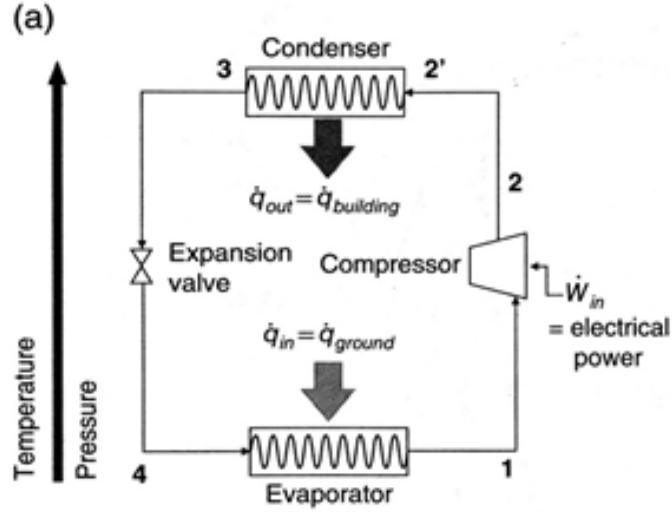 (a)
Condenser
3
2'
q̇out = q̇building
2
Expansion
valve
Compressor
Ẇin
= electrical
power
q̇in = q̇ground
Temperature
Pressure
4
1
Evaporator